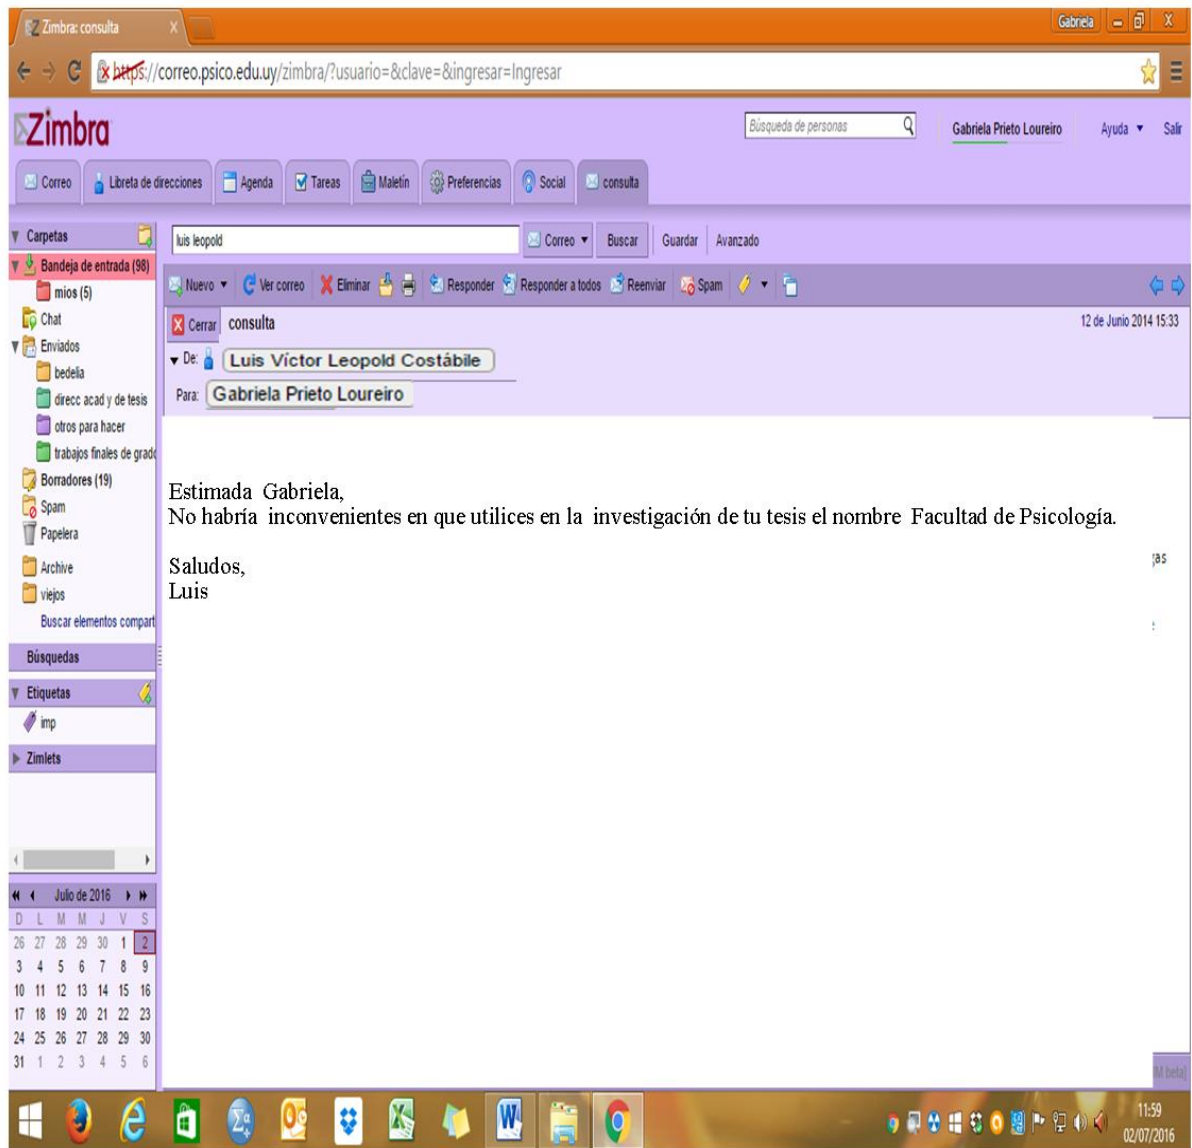 Zimbra: consulta
Gabriela
https://correo.psico.edu.uy/zimbra/?usuario=&clave=&ingresar=Ingresar
Zimbra
Búsqueda de personas
Gabriela Prieto Loureiro
Ayuda
Salir
Correo
Libreta de direcciones
Agenda
Tareas
Maletín
Preferencias
Social
consulta
Carpetas
luis leopold
Correo
Buscar
Guardar
Avanzado
Bandeja de entrada (98)
mios (5)
Chat
Enviados
bedelia
direcc acad y de tesis
otros para hacer
trabajos finales de grado
Borradores (19)
Spam
Papelera
Archive
viejos
Buscar elementos compart
Búsquedas
Etiquetas
imp
Zimlets
Nuevo
Ver correo
Eliminar
Responder
Responder a todos
Reenviar
Spam
Cerrar
consulta
12 de Junio 2014 15:33
De: Luis Víctor Leopold Costábile
Para: Gabriela Prieto Loureiro
Estimada Gabriela,
No habría inconvenientes en que utilices en la investigación de tu tesis el nombre Facultad de Psicología.
Saludos,
Luis
Julio de 2016
D L M M J V S
26 27 28 29 30 1 2
3 4 5 6 7 8 9
10 11 12 13 14 15 16
17 18 19 20 21 22 23
24 25 26 27 28 29 30
31 1 2 3 4 5 6
11:59
02/07/2016